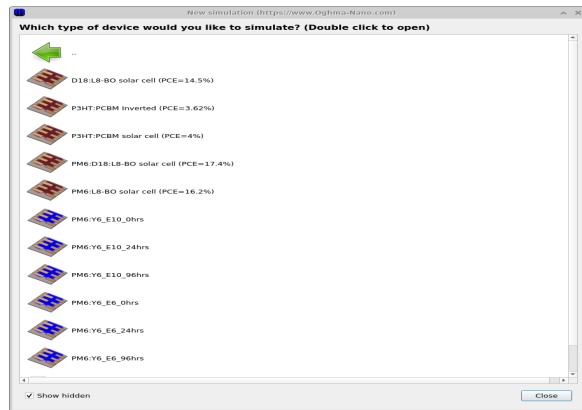 New simulation (https://www.Oghma-Nano.com)
Which type of device would you like to simulate? (Double click to open)
..
D18:L8-BO solar cell (PCE=14.5%)
P3HT:PCBM Inverted (PCE=3.62%)
P3HT:PCBM solar cell (PCE=4%)
PM6:D18:L8-BO solar cell (PCE=17.4%)
PM6:L8-BO solar cell (PCE=16.2%)
PM6:Y6_E10_0hrs
PM6:Y6_E10_24hrs
PM6:Y6_E10_96hrs
PM6:Y6_E6_0hrs
PM6:Y6_E6_24hrs
PM6:Y6_E6_96hrs
Show hidden
Close